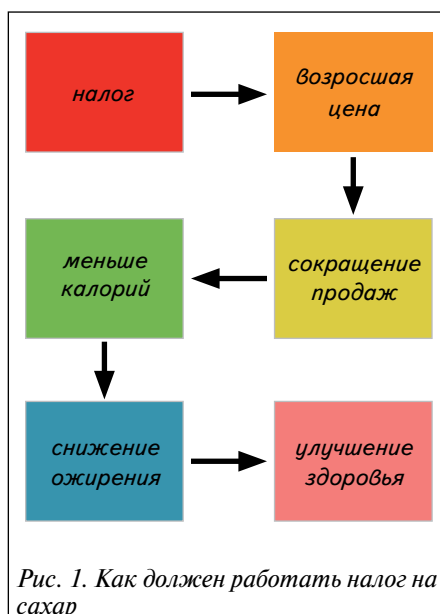 налог
возросшая
цена
сокращение
продаж
меньше
калорий
снижение
ожирения
улучшение
здоровья
Рис. 1. Как должен работать налог на
сахар